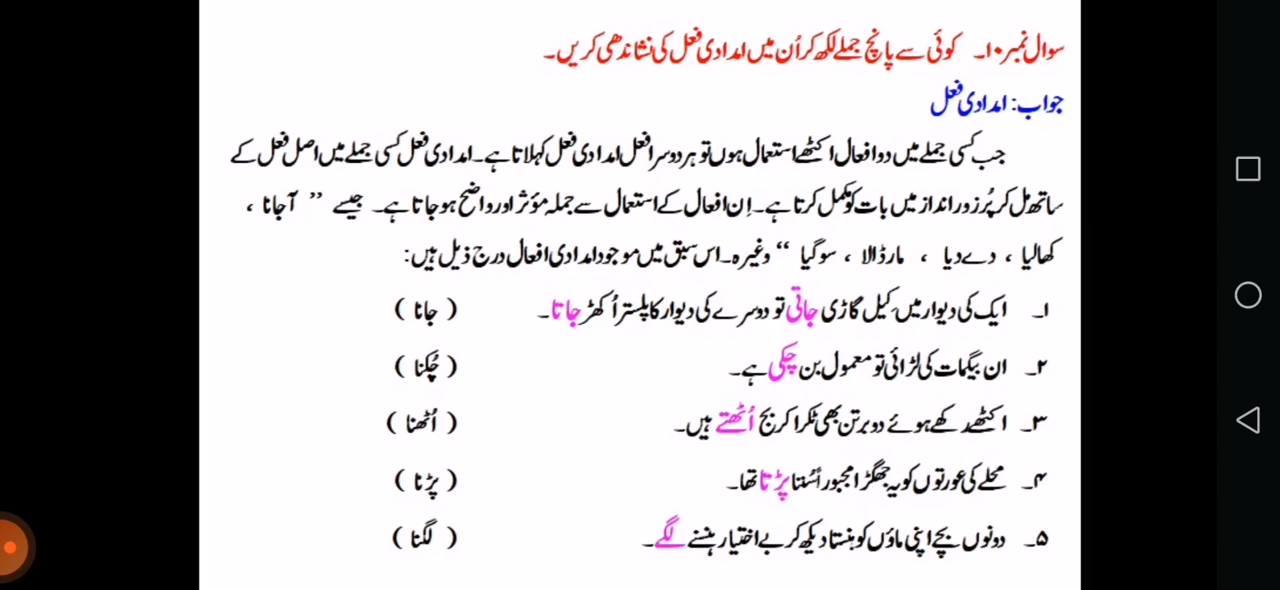 سوال نمبر ۱۰۔ کوئی سے پانچ جملے لکھ کر اُن میں امدادی فعل کی نشاندھی کریں۔
جواب: امدادی فعل
جب کسی جملے میں دو افعال اکٹھے استعمال ہوں تو ہر دوسرا فعل امدادی فعل کہلاتا ہے۔ امدادی فعل کسی جملے میں اصل فعل کے
ساتھ مل کر پُر زور انداز میں بات کو مکمل کرتا ہے۔ اِن افعال کے استعمال سے جملہ مؤثر اور واضح ہو جاتا ہے۔ جیسے ’’ آ جانا ،
کھا لیا ، دے دیا ، مار ڈالا ، سو گیا ‘‘ وغیرہ۔ اس سبق میں موجود امدادی افعال درج ذیل ہیں:
۱۔ ایک کی دیوار میں کیل گاڑی جاتی تو دوسرے کی دیوار کا پلستر اُکھڑ جاتا۔ ( جانا )
۲۔ ان بیگمات کی لڑائی تو معمول بن چکی ہے۔ ( چُکنا )
۳۔ اکٹھے رکھے ہوئے دو برتن بھی ٹکرا کر بج اُٹھتے ہیں۔ ( اُٹھنا )
۴۔ محلے کی عورتوں کو یہ جھگڑا مجبوراً سُننا پڑتا تھا۔ ( پڑنا )
۵۔ دونوں بچے اپنی ماؤں کو ہنستا دیکھ کر بے اختیار ہنسنے لگے۔ ( لگنا )